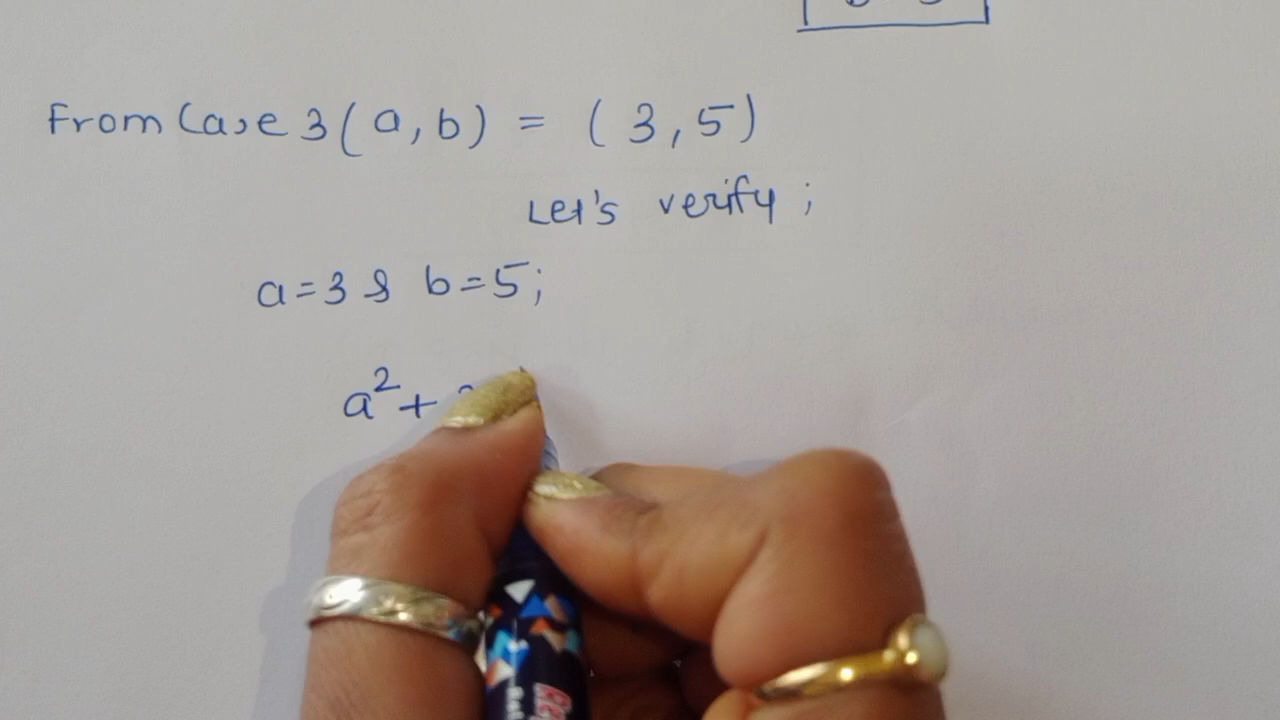 From Case 3 (a, b) = (3, 5)
Let's verify ;
a=3 & b=5;
a² +